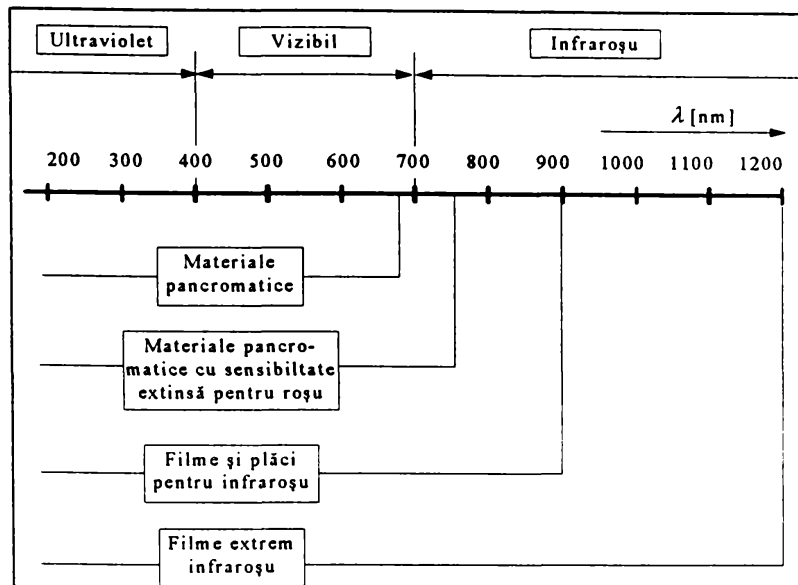 Ultraviolet
Vizibil
Infraroşu
λ [nm]
200 300 400 500 600 700 800 900 1000 1100 1200
Materiale
pancromatice
Materiale pancro-
matice cu sensibiltate
extinsă pentru roşu
Filme şi plăci
pentru infraroşu
Filme extrem
infraroşu